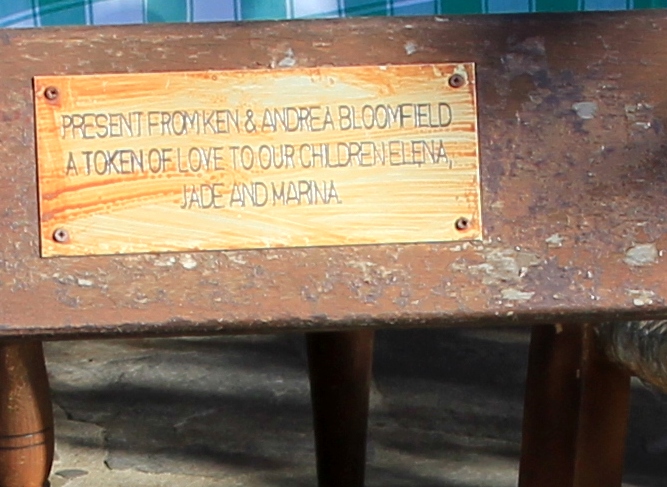 PRESENT FROM KEN & ANDREA BLOOMFIELD
A TOKEN OF LOVE TO OUR CHILDREN ELENA,
JADE AND MARINA.